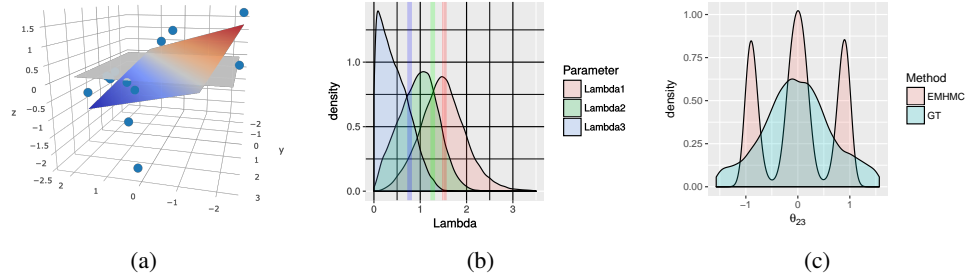 1.5
1
0.5
0
−0.5
−1
−1.5
−2
−2.5
z
2
1
0
−1
−2
−2
−1
0
1
2
3
y
(a)
1.0
0.5
0.0
density
0
1
2
3
Lambda
Parameter
Lambda1
Lambda2
Lambda3
(b)
1.00
0.75
0.50
0.25
0.00
density
−1
0
1
θ23
Method
EMHMC
GT
(c)